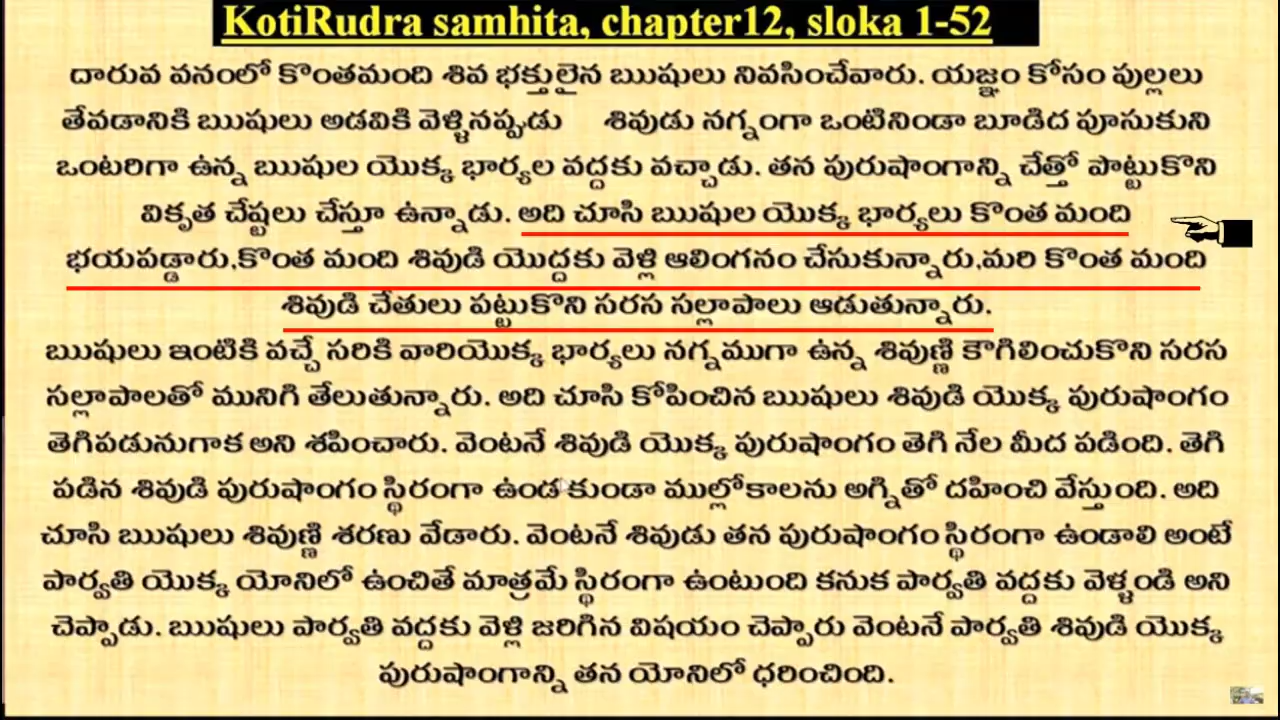 KotiRudra samhita, chapter12, sloka 1-52
దారువ వనంలో కొంతమంది శివ భక్తులైన ఋషులు నివసించేవారు. యజ్ఞం కోసం పుల్లలు
తేవడానికి ఋషులు అడవికి వెళ్ళినప్పడు శివుడు నగ్నంగా ఒంటినిండా బూడిద పూసుకుని
ఒంటరిగా ఉన్న ఋషుల యొక్క భార్యల వద్దకు వచ్చాడు. తన పురుషాంగాన్ని చేత్తో పొట్టుకొని
వికృత చేష్టలు చేస్తూ ఉన్నాడు. అది చూసి ఋషుల యొక్క భార్యలు కొంత మంది
భయపడ్డారు,కొంత మంది శివుడి యొద్దకు వెళ్లి ఆలింగనం చేసుకున్నారు,మరి కొంత మంది
శివుడి చేతులు పట్టుకొని సరస సల్లాపాలు ఆడుతున్నారు.
ఋషులు ఇంటికి వచ్చే సరికి వారియొక్క భార్యలు నగ్నముగా ఉన్న శివుణ్ణి కౌగిలించుకొని సరస
సల్లాపాలతో మునిగి తేలుతున్నారు. అది చూసి కోపించిన ఋషులు శివుడి యొక్క పురుషాంగం
తెగిపడునుగాక అని శపించారు. వెంటనే శివుడి యొక్క పురుషాంగం తెగి నేల మీద పడింది. తెగి
పడిన శివుడి పురుషాంగం స్థిరంగా ఉండకుండా ముల్లోకాలను అగ్నితో దహించి వేస్తుంది. అది
చూసి ఋషులు శివుణ్ణి శరణు వేడారు. వెంటనే శివుడు తన పురుషాంగం స్థిరంగా ఉండాలి అంటే
పార్వతి యొక్క యోనిలో ఉంచితే మాత్రమే స్థిరంగా ఉంటుంది కనుక పార్వతి వద్దకు వెళ్ళండి అని
చెప్పాడు. ఋషులు పార్వతి వద్దకు వెళ్లి జరిగిన విషయం చెప్పారు వెంటనే పార్వతి శివుడి యొక్క
పురుషాంగాన్ని తన యోనిలో ధరించింది.